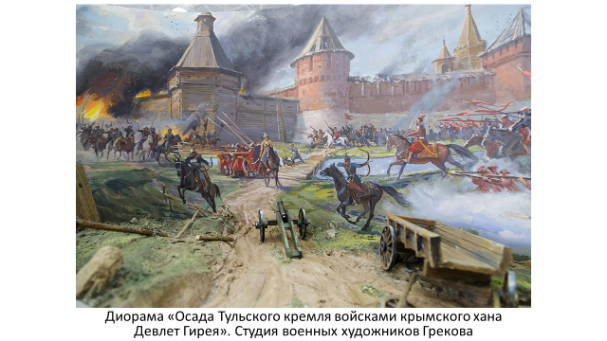 Диорама «Осада Тульского кремля войсками крымского хана
Девлет Гирея». Студия военных художников Грекова